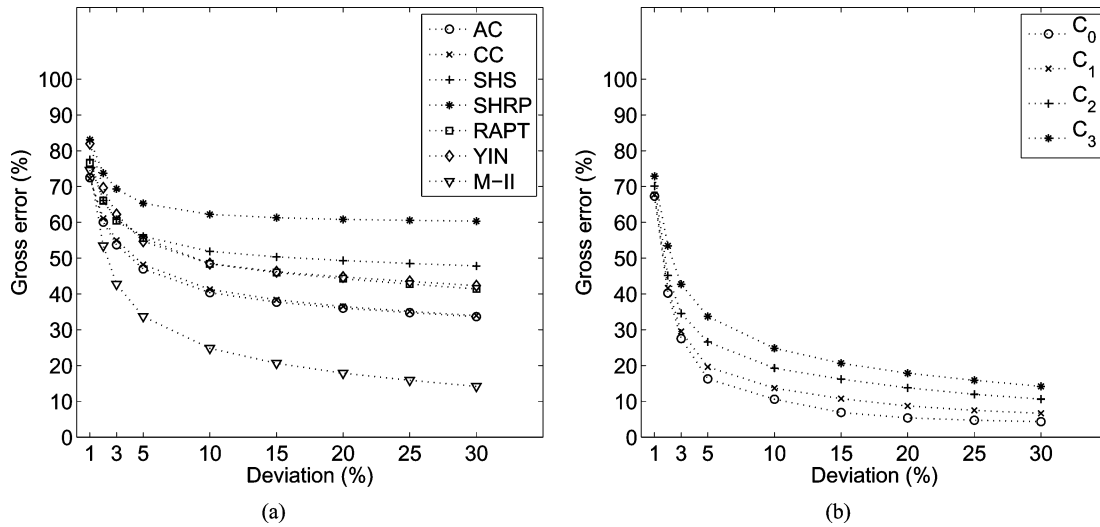 AC
CC
SHS
SHRP
RAPT
YIN
M−II
100
90
80
70
60
50
40
30
20
10
0
Gross error (%)
1 3 5 10 15 20 25 30
Deviation (%)
(a)
C0
C1
C2
C3
100
90
80
70
60
50
40
30
20
10
0
Gross error (%)
1 3 5 10 15 20 25 30
Deviation (%)
(b)